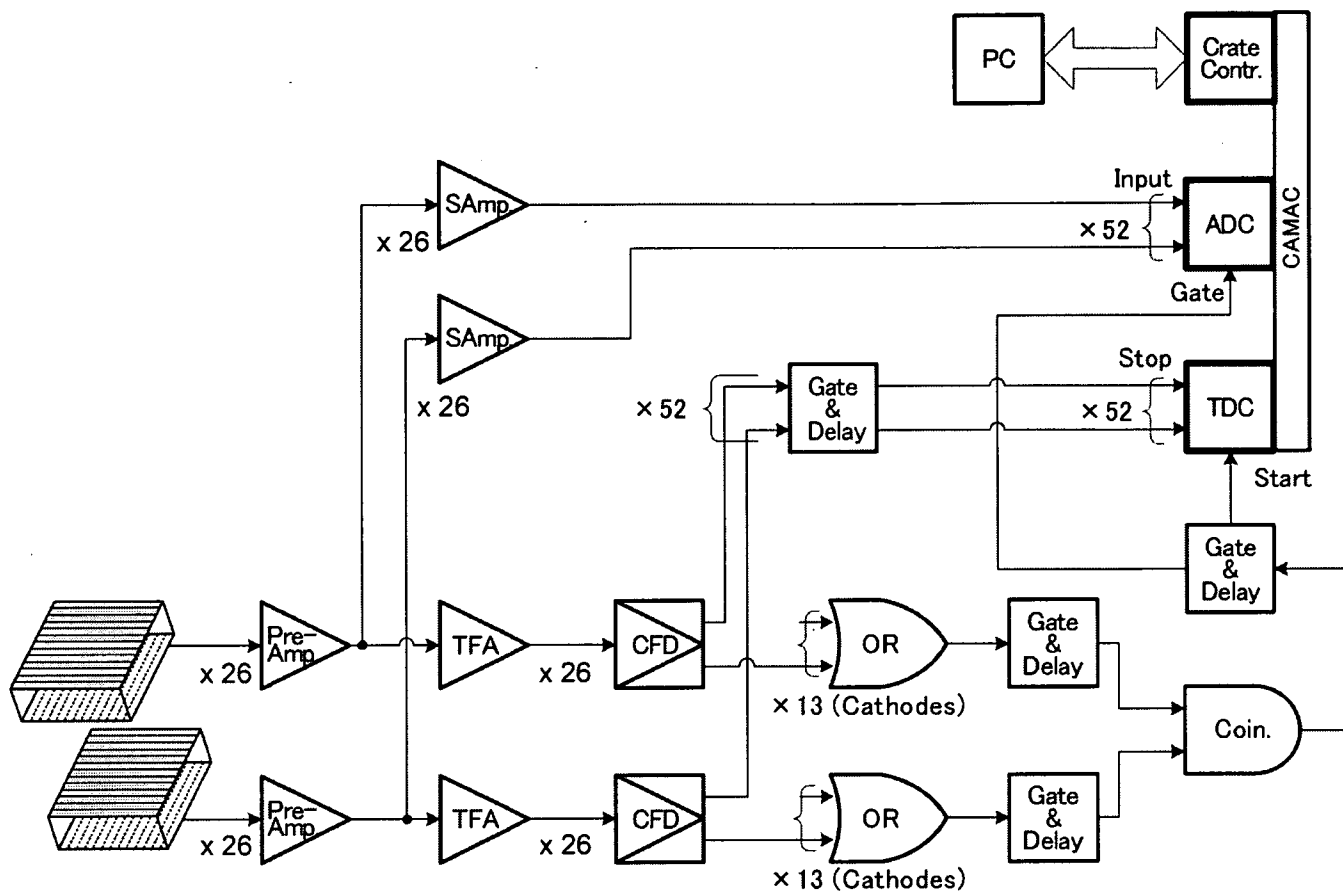 PC
Crate
Contr.
CAMAC
SAmp.
x 26
Input
× 52
ADC
Gate
SAmp.
x 26
× 52
Gate
&
Delay
Stop
× 52
TDC
Start
Gate
&
Delay
Pre-
Amp
x 26
TFA
x 26
CFD
OR
× 13 (Cathodes)
Gate
&
Delay
Coin.
Pre-
Amp
x 26
TFA
x 26
CFD
OR
× 13 (Cathodes)
Gate
&
Delay